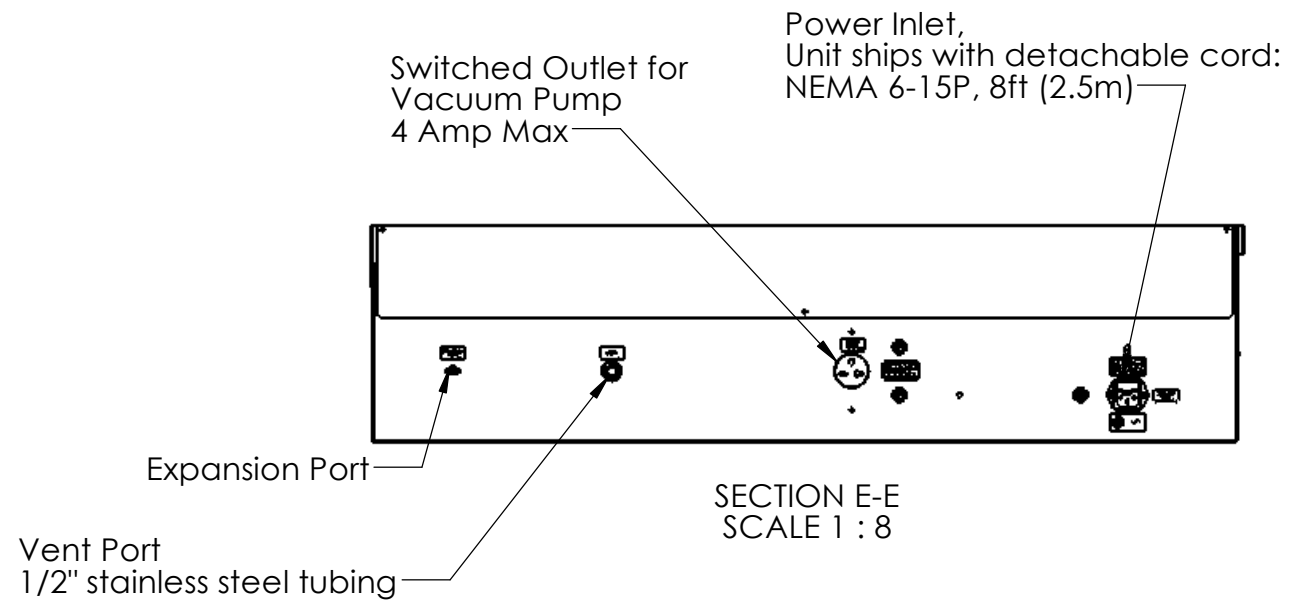 Power Inlet,
Unit ships with detachable cord:
NEMA 6-15P, 8ft (2.5m)
Switched Outlet for
Vacuum Pump
4 Amp Max
Expansion Port
SECTION E-E
SCALE 1 : 8
Vent Port
1/2" stainless steel tubing